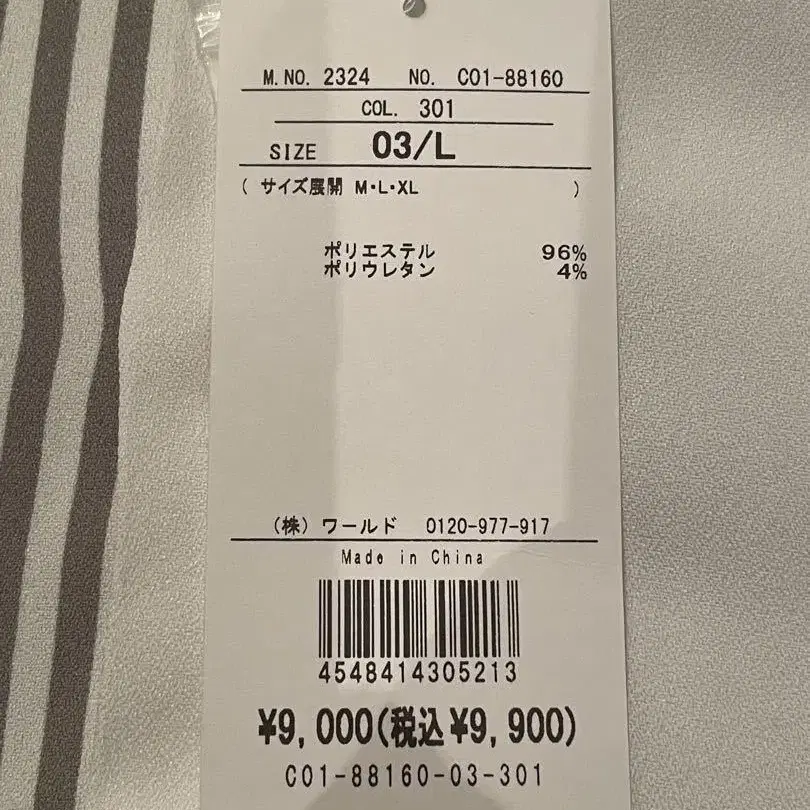 M.NO. 2324 NO. C01-88160
COL. 301
SIZE 03/L
( サイズ展開 M・L・XL )
ポリエステル 96%
ポリウレタン 4%
(株) ワールド 0120-977-917
Made in China
4548414305213
¥9,000(税込¥9,900)
C01-88160-03-301